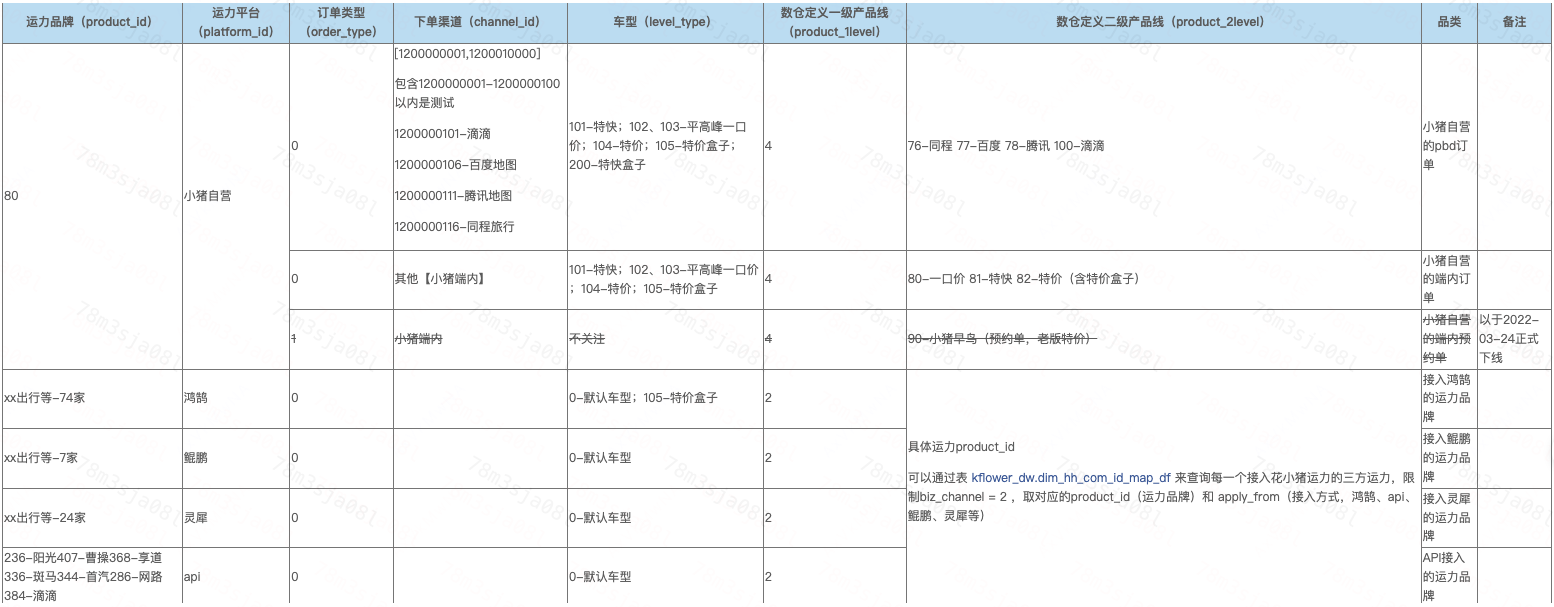 运力品牌（product_id）
运力平台
（platform_id）
订单类型
（order_type）
下单渠道（channel_id）
车型（level_type）
数仓定义一级产品线
（product_1level）
数仓定义二级产品线（product_2level）
品类
备注
80
小猪自营
0
[1200000001,1200010000]
包含1200000001-1200000100
以内是测试
1200000101-滴滴
1200000106-百度地图
1200000111-腾讯地图
1200000116-同程旅行
101-特快；102、103-平高峰一口
价；104-特价；105-特价盒子；
200-特快盒子
4
76-同程 77-百度 78-腾讯 100-滴滴
小猪自营
的pbd订
单
0
其他【小猪端内】
101-特快；102、103-平高峰一口价
；104-特价；105-特价盒子
4
80-一口价 81-特快 82-特价（含特价盒子）
小猪自营
的端内订
单
1
小猪端内
不关注
4
90-小猪早鸟（预约单，老版特价）
小猪自营
的端内预
约单
以于2022-
03-24正式
下线
xx出行等-74家
鸿鹄
0
0-默认车型；105-特价盒子
2
具体运力product_id
可以通过表 kflower_dw.dim_hh_com_id_map_df 来查询每一个接入花小猪运力的三方运力，限
制biz_channel = 2 ，取对应的product_id（运力品牌）和 apply_from（接入方式，鸿鹄、api、
鲲鹏、灵犀等）
接入鸿鹄
的运力品
牌
xx出行等-7家
鲲鹏
0
0-默认车型
2
接入鲲鹏
的运力品
牌
xx出行等-24家
灵犀
0
0-默认车型
2
接入灵犀
的运力品
牌
236-阳光407-曹操368-享道
336-斑马344-首汽286-网路
384-滴滴
api
0
0-默认车型
2
API接入
的运力品
牌
78m3sja08l